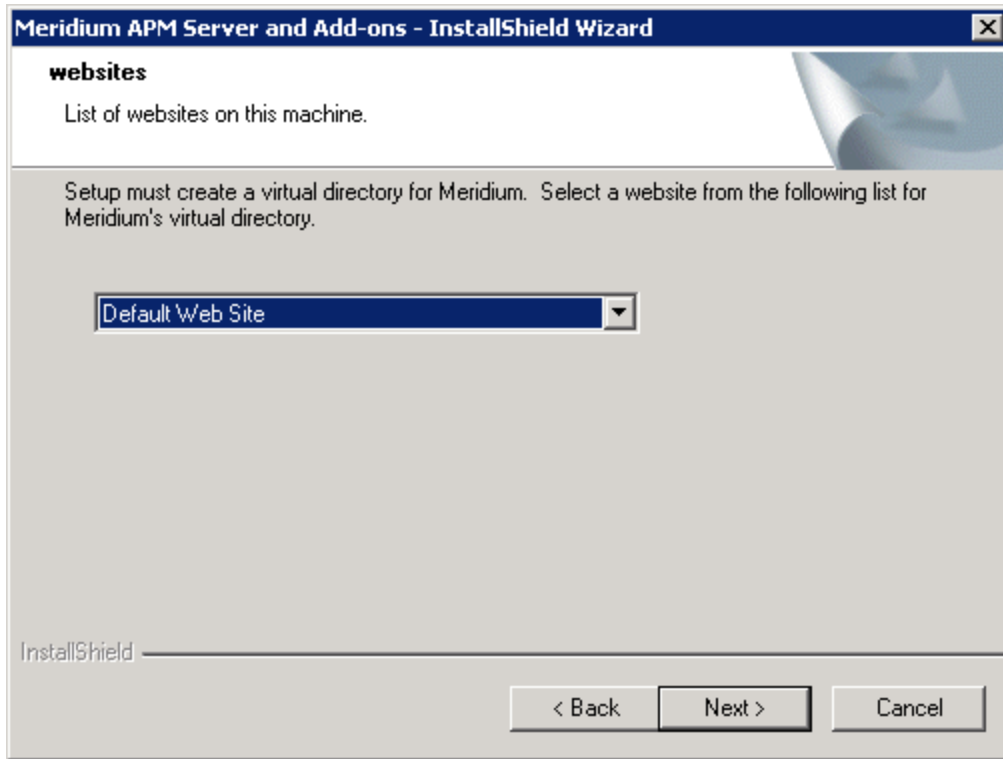 Meridium APM Server and Add-ons - InstallShield Wizard
websites
List of websites on this machine.
Setup must create a virtual directory for Meridium.  Select a website from the following list for
Meridium's virtual directory.
Default Web Site
InstallShield
< Back
Next >
Cancel